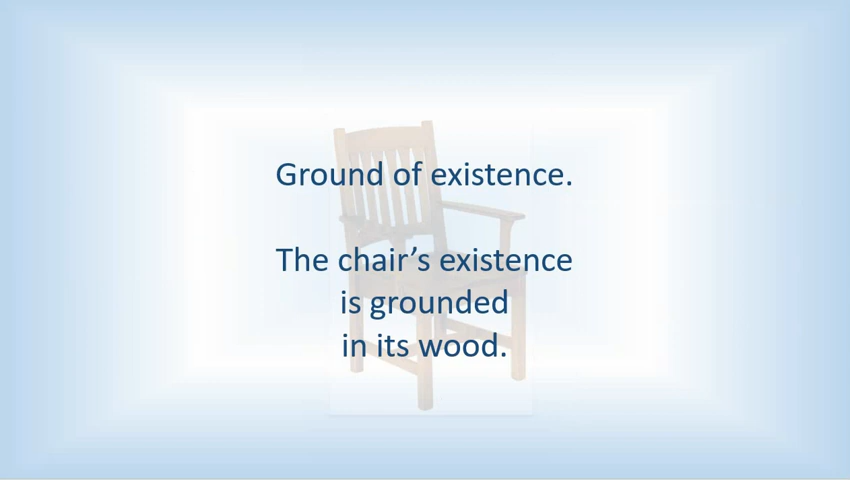 Ground of existence.
The chair’s existence
is grounded
in its wood.